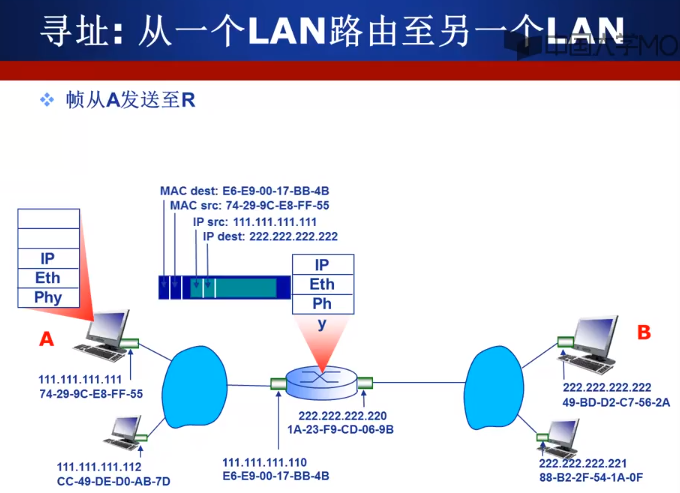 寻址: 从一个LAN路由至另一个LAN
中国大学MO
帧从A发送至R
MAC dest: E6-E9-00-17-BB-4B
MAC src: 74-29-9C-E8-FF-55
IP src: 111.111.111.111
IP dest: 222.222.222.222
IP
Eth
Phy
IP
Eth
Ph
y
A
B
111.111.111.111
74-29-9C-E8-FF-55
222.222.222.222
49-BD-D2-C7-56-2A
222.222.222.220
1A-23-F9-CD-06-9B
111.111.111.112
CC-49-DE-D0-AB-7D
111.111.111.110
E6-E9-00-17-BB-4B
222.222.222.221
88-B2-2F-54-1A-0F